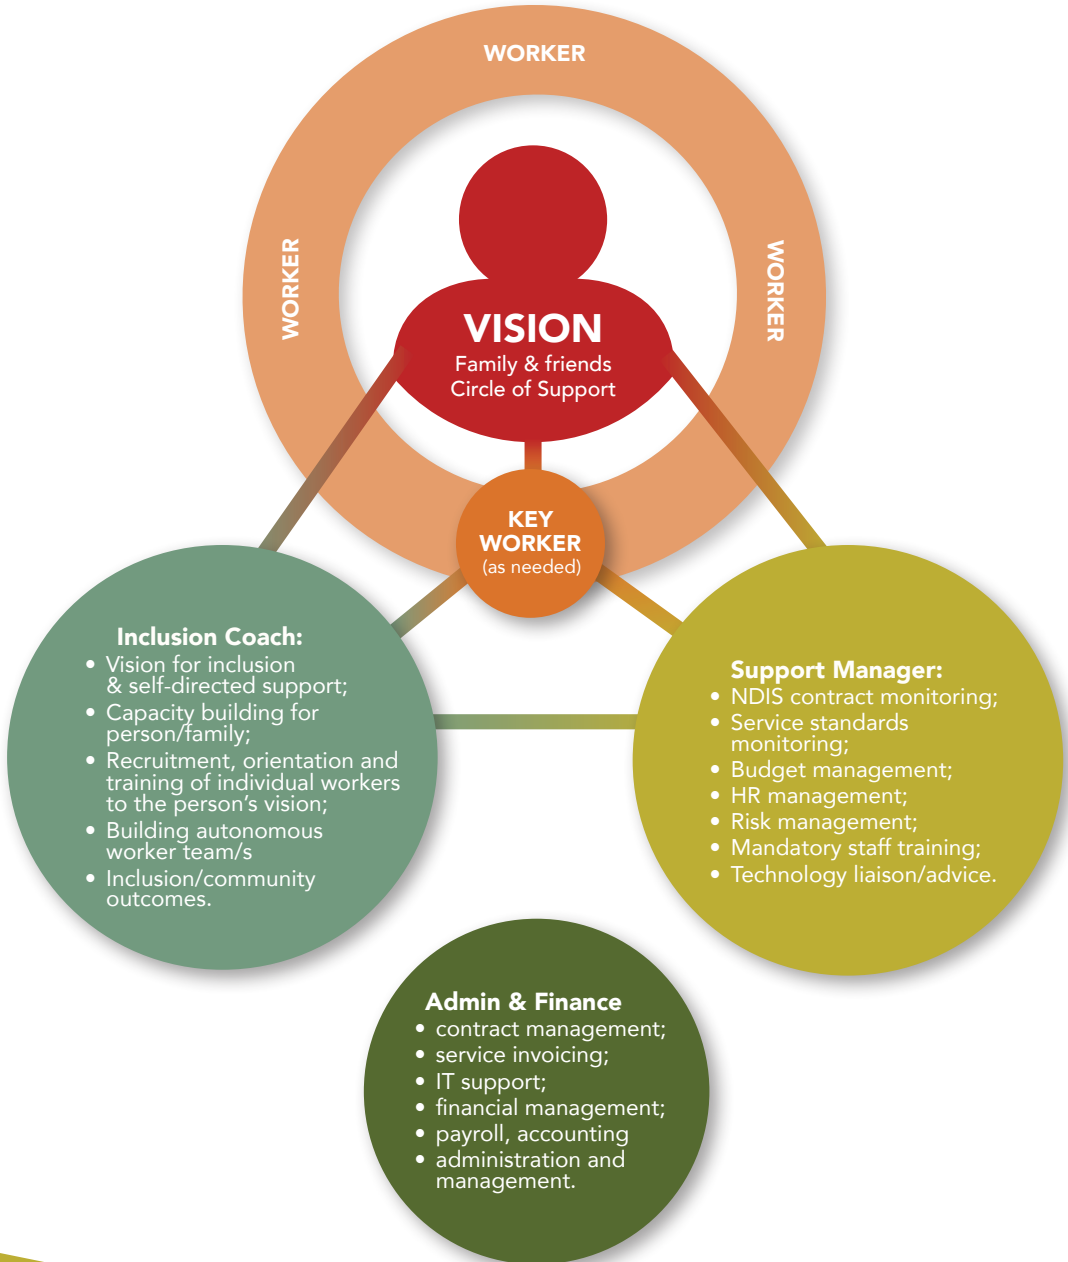 WORKER
WORKER
WORKER
VISION
Family & friends
Circle of Support
KEY
WORKER
(as needed)
Inclusion Coach:
• Vision for inclusion
& self-directed support;
• Capacity building for
person/family;
• Recruitment, orientation and
training of individual workers
to the person’s vision;
• Building autonomous
worker team/s
• Inclusion/community
outcomes.
Support Manager:
• NDIS contract monitoring;
• Service standards
monitoring;
• Budget management;
• HR management;
• Risk management;
• Mandatory staff training;
• Technology liaison/advice.
Admin & Finance
• contract management;
• service invoicing;
• IT support;
• financial management;
• payroll, accounting
• administration and
management.